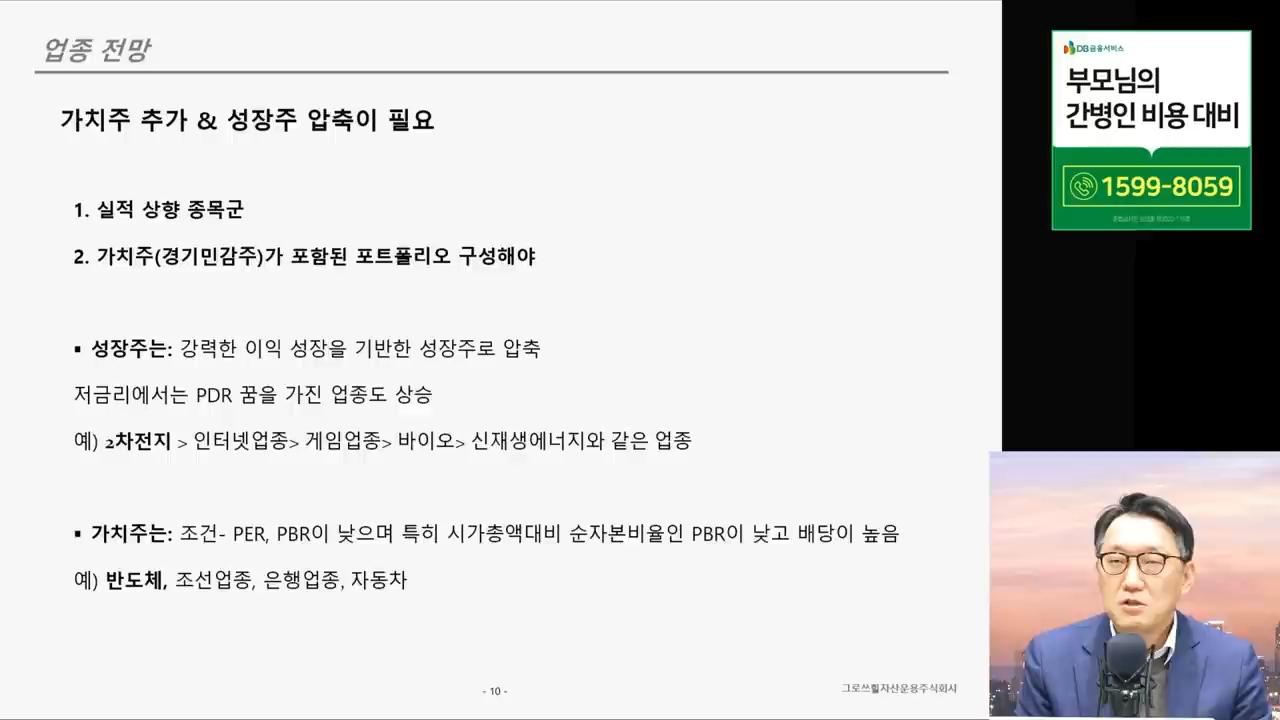 업종 전망
가치주 추가 & 성장주 압축이 필요
1. 실적 상향 종목군
2. 가치주(경기민감주)가 포함된 포트폴리오 구성해야
▪ 성장주는: 강력한 이익 성장을 기반한 성장주로 압축
저금리에서는 PDR 꿈을 가진 업종도 상승
예) 2차전지 > 인터넷업종> 게임업종> 바이오> 신재생에너지와 같은 업종
▪ 가치주는: 조건- PER, PBR이 낮으며 특히 시가총액대비 순자본비율인 PBR이 낮고 배당이 높음
예) 반도체, 조선업종, 은행업종, 자동차
- 10 -
그로쓰힐자산운용주식회사
DB금융서비스
부모님의
간병인 비용 대비
1599-8059